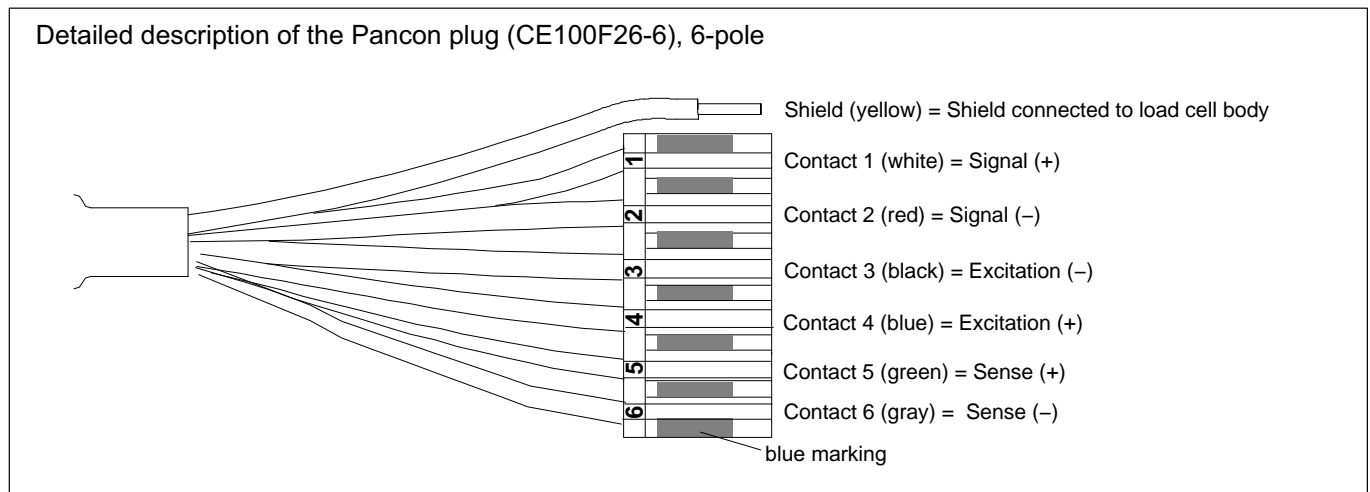 Detailed description of the Pancon plug (CE100F26-6), 6-pole
Shield (yellow) = Shield connected to load cell body
1
Contact 1 (white) = Signal (+)
2
Contact 2 (red) = Signal (−)
3
Contact 3 (black) = Excitation (−)
4
Contact 4 (blue) = Excitation (+)
5
Contact 5 (green) = Sense (+)
6
Contact 6 (gray) = Sense (−)
blue marking